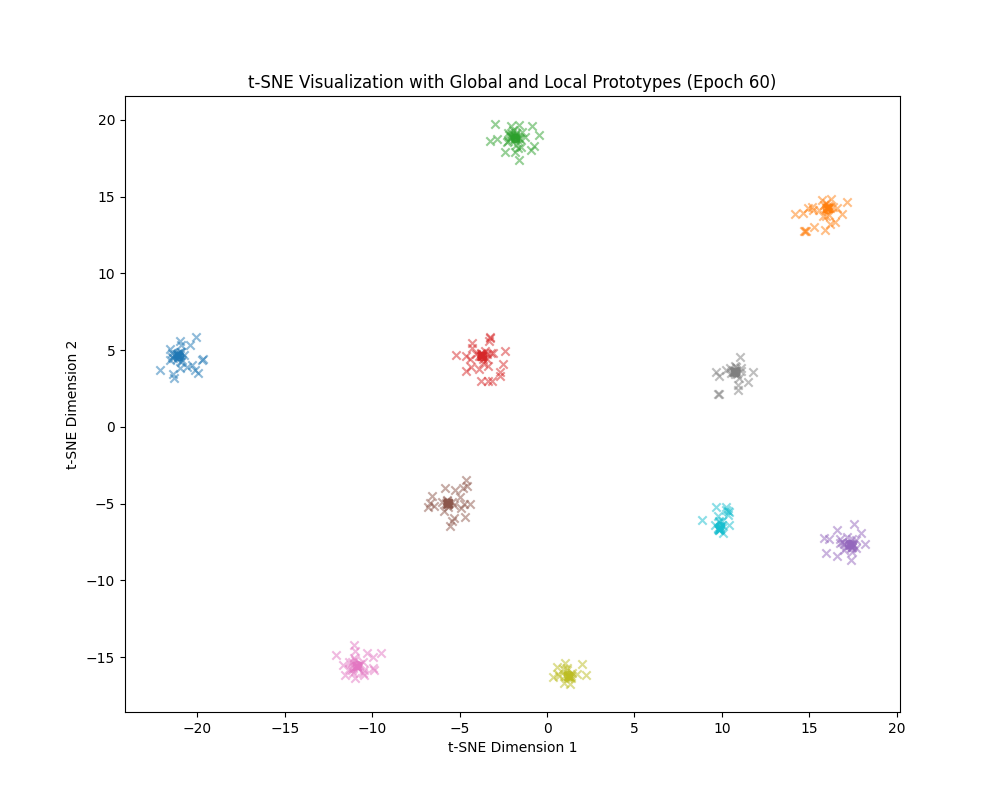 t-SNE Visualization with Global and Local Prototypes (Epoch 60)
20
15
10
5
0
−5
−10
−15
t-SNE Dimension 2
−20 −15 −10 −5 0 5 10 15 20
t-SNE Dimension 1